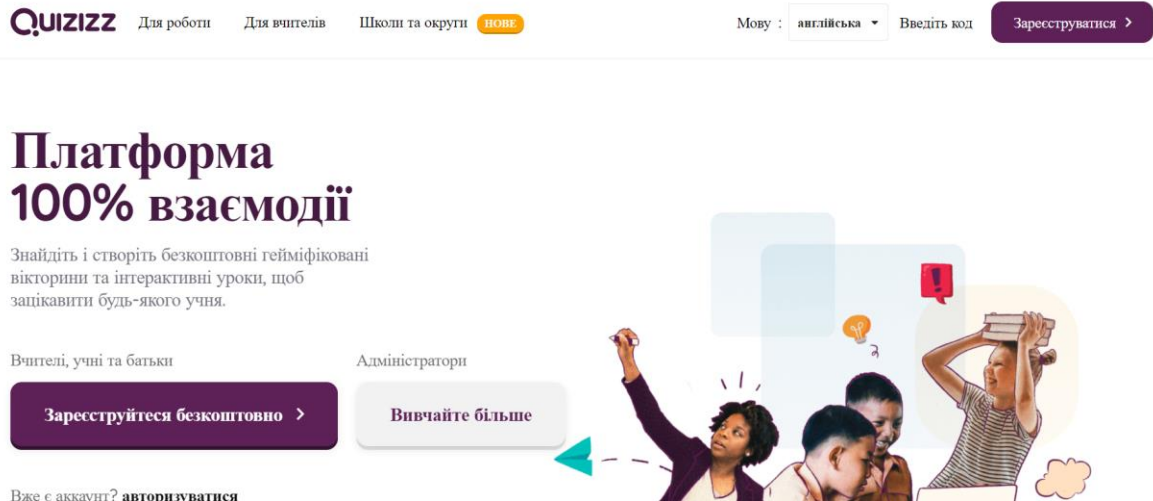 QUIZIZZ Для роботи Для вчителів Школи та округи НОВЕ Мову : англійська Введіть код Зареєструватися >
Платформа
100% взаємодії
Знайдіть і створіть безкоштовні гейміфіковані
вікторини та інтерактивні уроки, щоб
зацікавити будь-якого учня.
Вчителі, учні та батьки Адміністратори
Зареєструйтеся безкоштовно > Вивчайте більше
Вже є аккаунт? авторизуватися